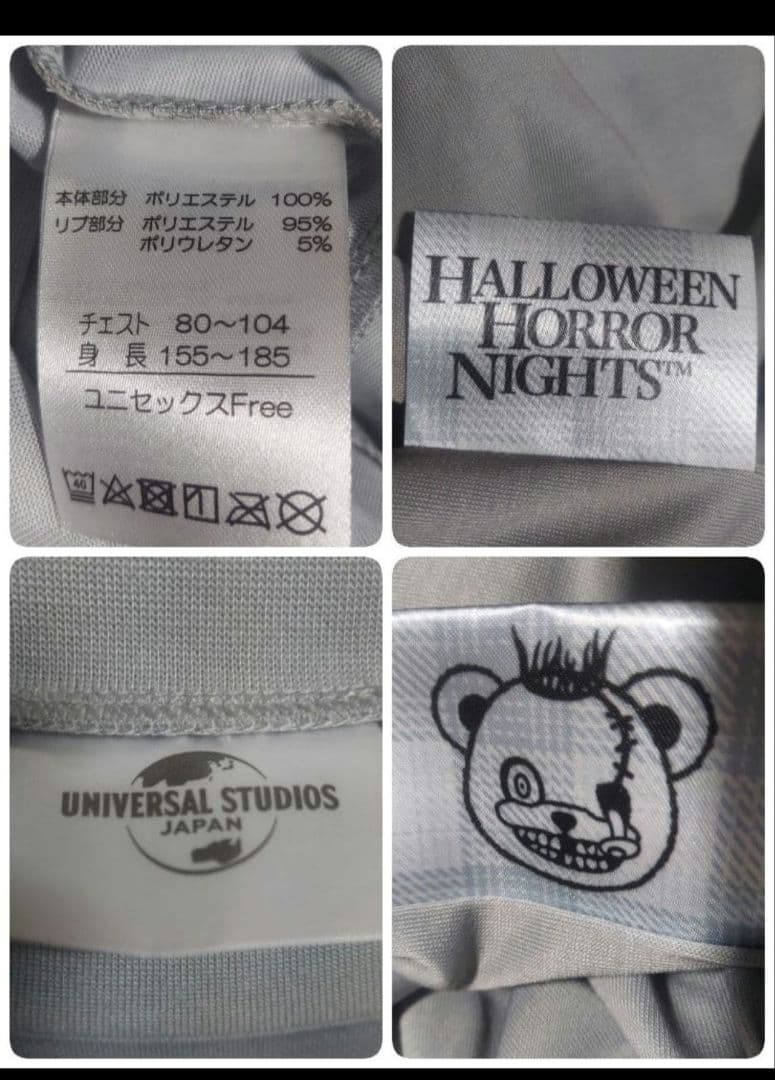 本体部分 ポリエステル 100%
リブ部分 ポリエステル 95%
ポリウレタン 5%
チェスト 80～104
身 長 155～185
ユニセックスFree
40
HALLOWEEN
HORROR
NIGHTS™
UNIVERSAL STUDIOS
JAPAN